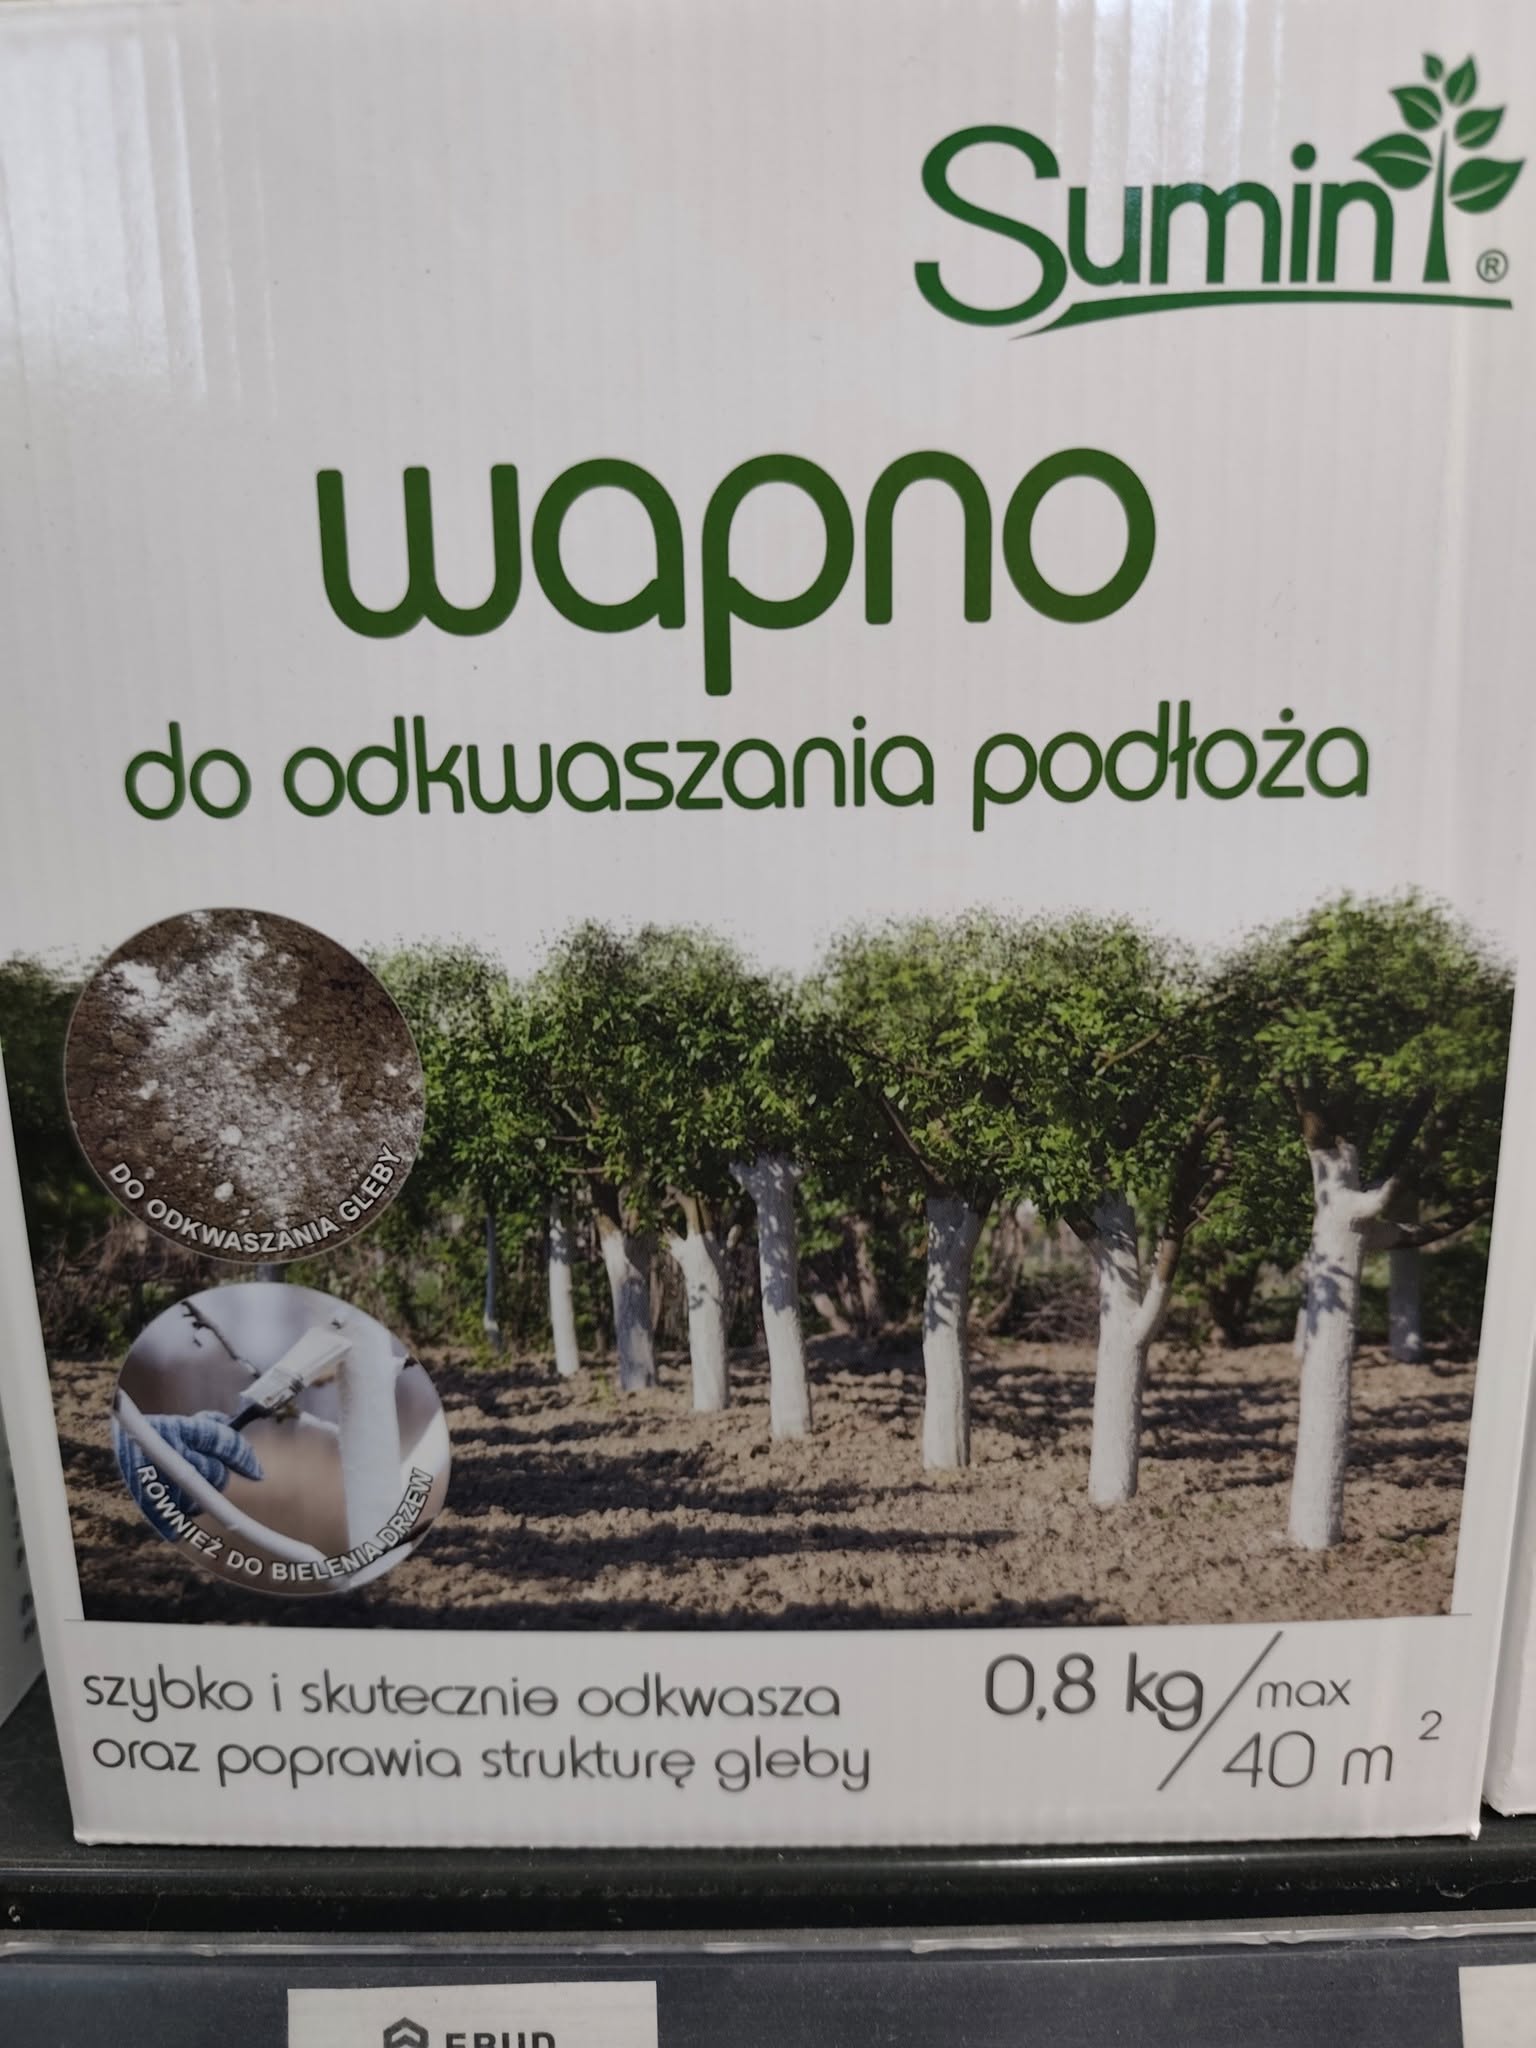 Sumin ®
wapno
do odkwaszania podłoża
DO ODKWASZANIA GLEBY
RÓWNIEŻ DO BIELENIA DRZEW
szybko i skutecznie odkwasza
oraz poprawia strukturę gleby
0,8 kg / max
40 m²
EBUD